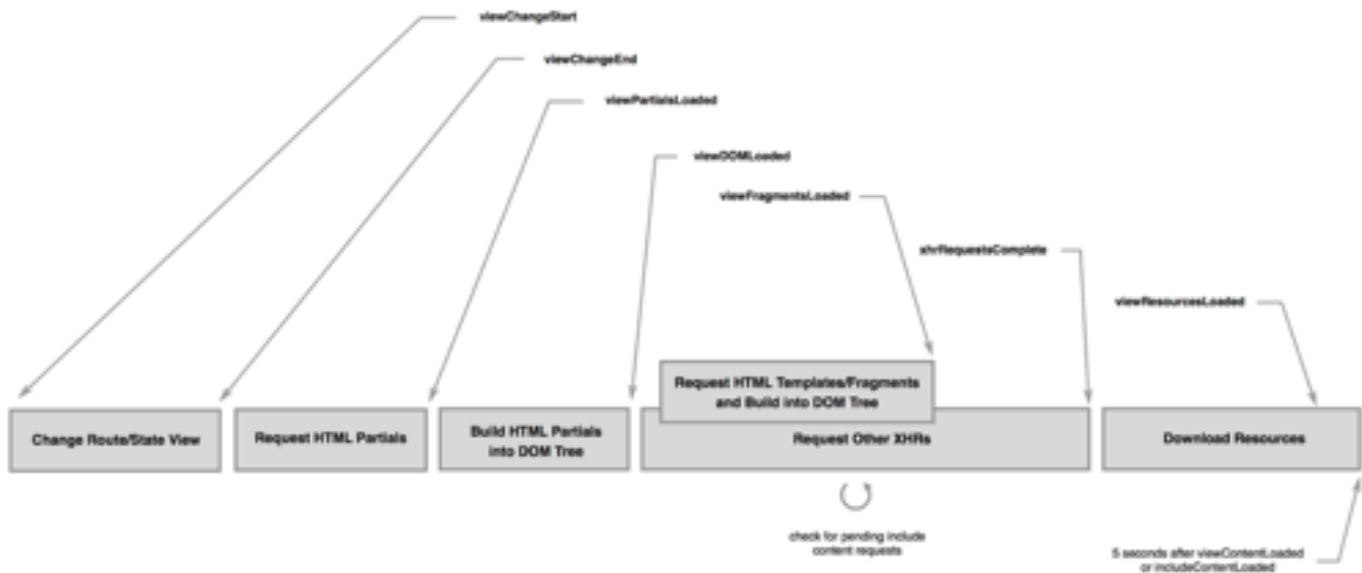 viewChangeStart
viewChangeEnd
viewPartialsLoaded
viewDOMLoaded
viewFragmentsLoaded
xhrRequestsComplete
viewResourcesLoaded
Request HTML Templates/Fragments
and Build into DOM Tree
Change Route/State View
Request HTML Partials
Build HTML Partials
into DOM Tree
Request Other XHRs
Download Resources
check for pending include
content requests
5 seconds after viewContentLoaded
or includeContentLoaded